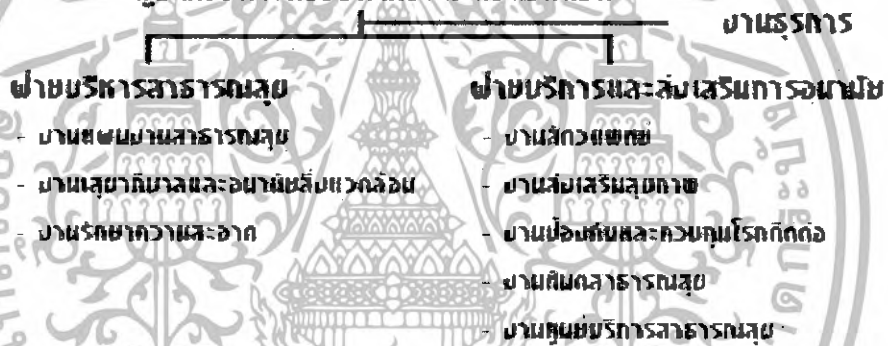 งานธุรการ
ฝ่ายบริหารสาธารณสุข
ฝ่ายบริการและส่งเสริมการอนามัย
- งานแผนงานสาธารณสุข
- งานสุขาภิบาลและอนามัยสิ่งแวดล้อม
- งานรักษาความสะอาด
- งานสัตวแพทย์
- งานส่งเสริมสุขภาพ
- งานป้องกันและควบคุมโรคติดต่อ
- งานทันตสาธารณสุข
- งานศูนย์บริการสาธารณสุข